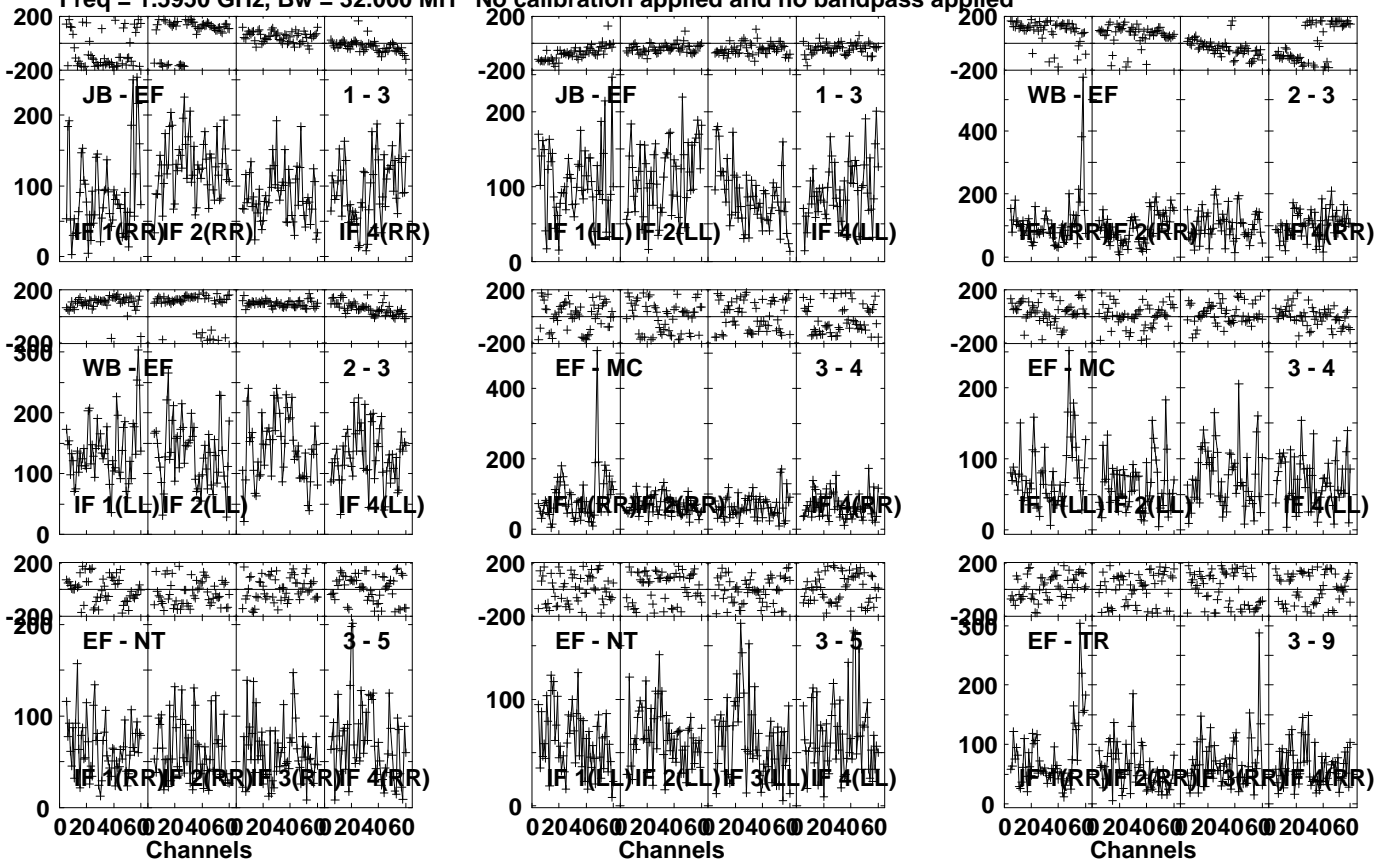 Freq = 1.5950 GHz, Bw = 32.000 MH No calibration applied and no bandpass applied
200
-200
JB - EF 1 - 3
200
100
0
IF 1(RR) IF 2(RR) IF 4(RR)
JB - EF 1 - 3
200
100
0
IF 1(LL) IF 2(LL) IF 4(LL)
200
-200
WB - EF 2 - 3
400
200
0
IF 1(RR) IF 2(RR) IF 4(RR)
200
-200
300
WB - EF 2 - 3
200
100
0
IF 1(LL) IF 2(LL) IF 4(LL)
200
-200
EF - MC 3 - 4
400
200
0
IF 1(RR) IF 2(RR) IF 4(RR)
200
-200
EF - MC 3 - 4
200
100
0
IF 1(LL) IF 2(LL) IF 4(LL)
200
-200
200
EF - NT 3 - 5
100
0
IF 1(RR) IF 2(RR) IF 3(RR) IF 4(RR)
0 20 40 60 0 20 40 60 0 20 40 60 0 20 40 60
Channels
200
-200
EF - NT 3 - 5
100
0
IF 1(LL) IF 2(LL) IF 3(LL) IF 4(LL)
0 20 40 60 0 20 40 60 0 20 40 60 0 20 40 60
Channels
200
-200
300
EF - TR 3 - 9
200
100
0
IF 1(RR) IF 2(RR) IF 3(RR) IF 4(RR)
0 20 40 60 0 20 40 60 0 20 40 60 0 20 40 60
Channels